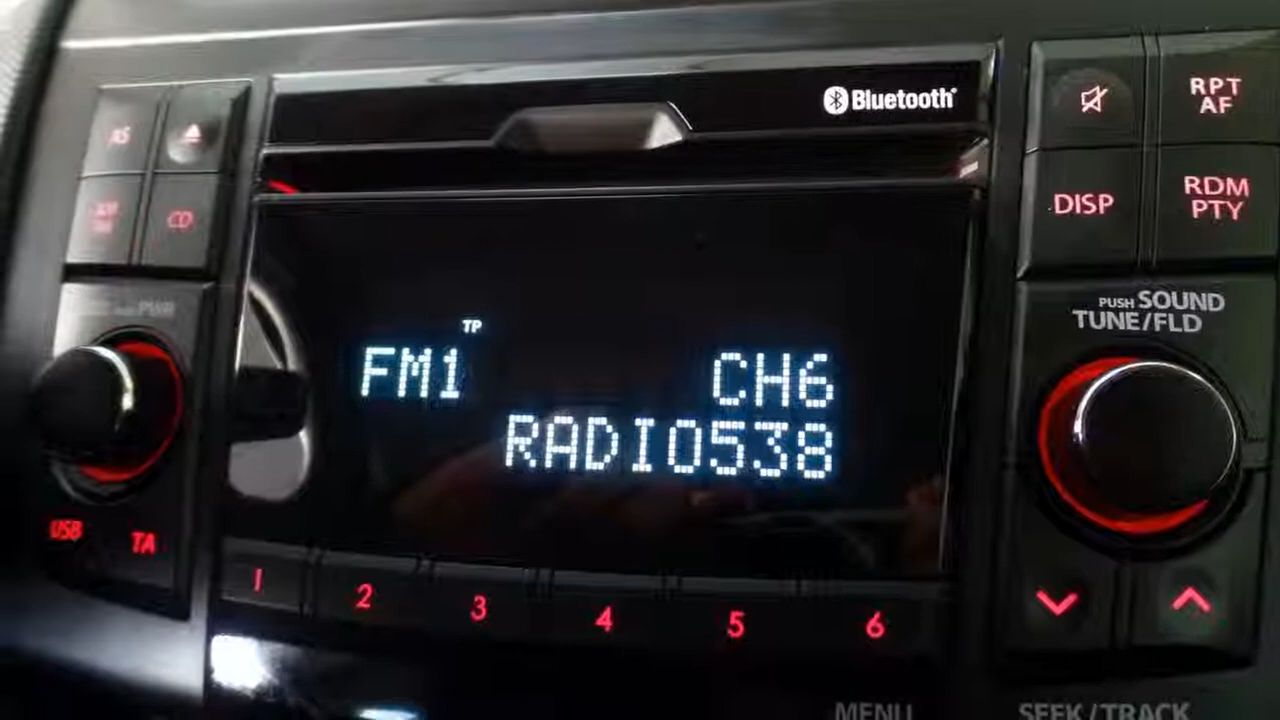 Bluetooth
AS
RPT
AF
CD
DISP
RDM
PTY
PWR
PUSH SOUND
TUNE/FLD
TP
FM1 CH6
RADIO538
USB TA
1 2 3 4 5 6
MENU SEEK/TRACK